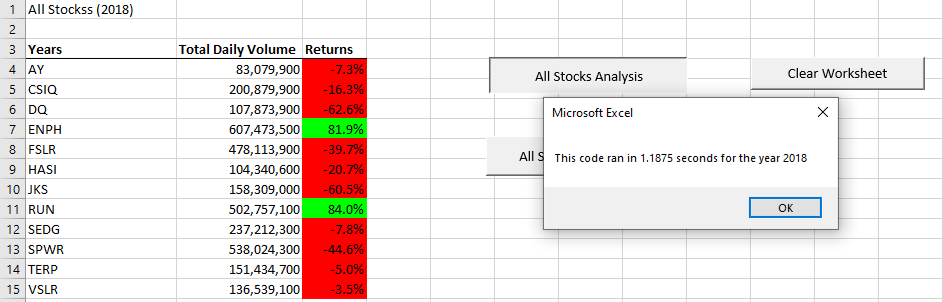 1 All Stockss (2018)
2
3 Years Total Daily Volume Returns
4 AY 83,079,900 -7.3%
5 CSIQ 200,879,900 -16.3%
6 DQ 107,873,900 -62.6%
7 ENPH 607,473,500 81.9%
8 FSLR 478,113,900 -39.7%
9 HASI 104,340,600 -20.7%
10 JKS 158,309,000 -60.5%
11 RUN 502,757,100 84.0%
12 SEDG 237,212,300 -7.8%
13 SPWR 538,024,300 -44.6%
14 TERP 151,434,700 -5.0%
15 VSLR 136,539,100 -3.5%
All Stocks Analysis
Clear Worksheet
All S
Microsoft Excel
This code ran in 1.1875 seconds for the year 2018
OK